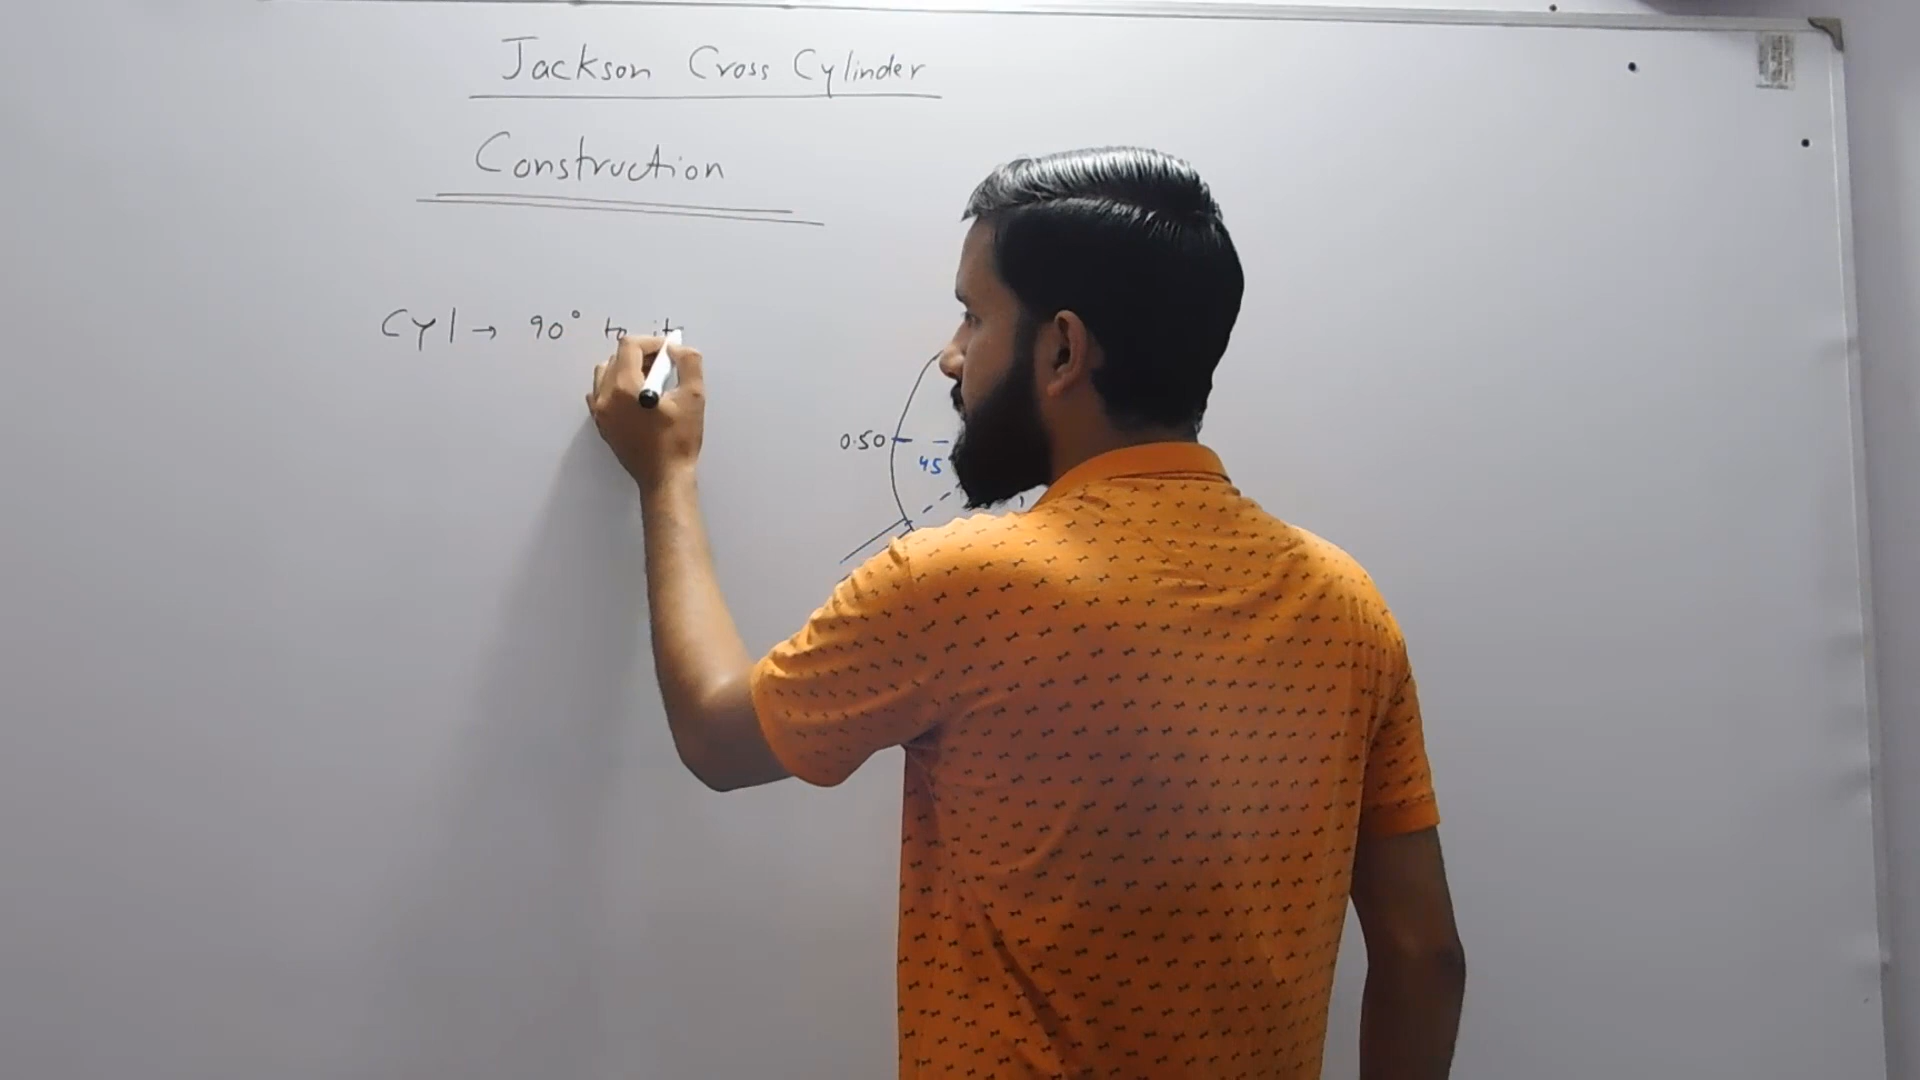 Jackson Cross Cylinder
Construction
Cyl → 90° to it
0.50
45